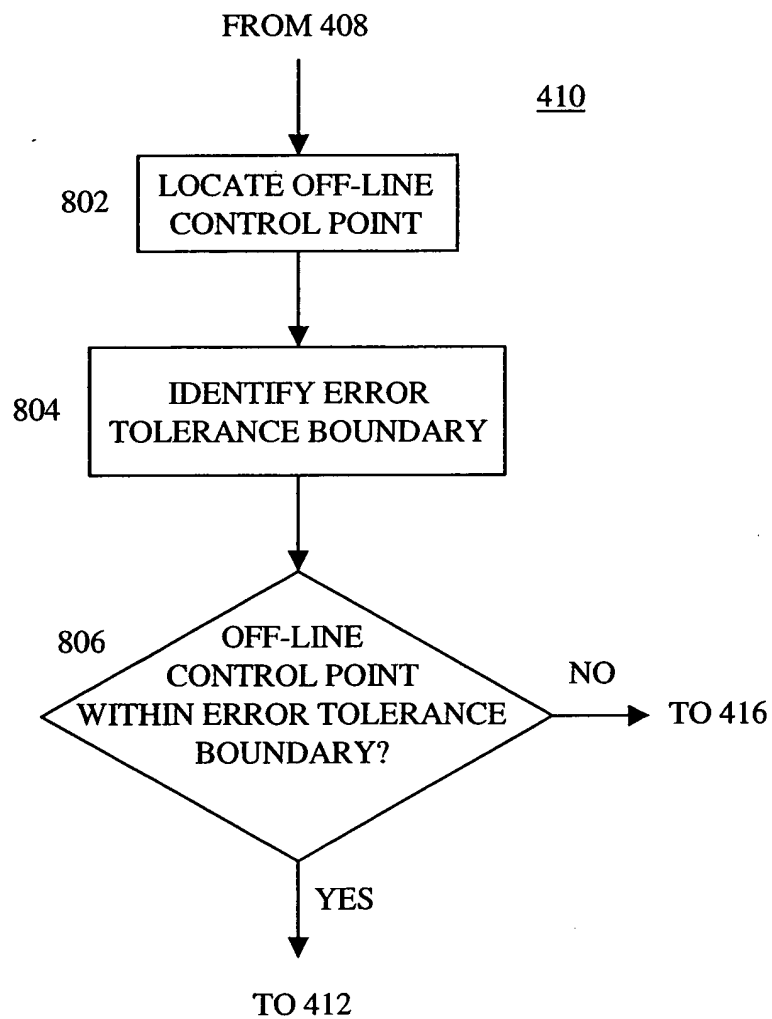 FROM 408
410
802
LOCATE OFF-LINE
CONTROL POINT
804
IDENTIFY ERROR
TOLERANCE BOUNDARY
806
OFF-LINE
CONTROL POINT
WITHIN ERROR TOLERANCE
BOUNDARY?
NO
TO 416
YES
TO 412